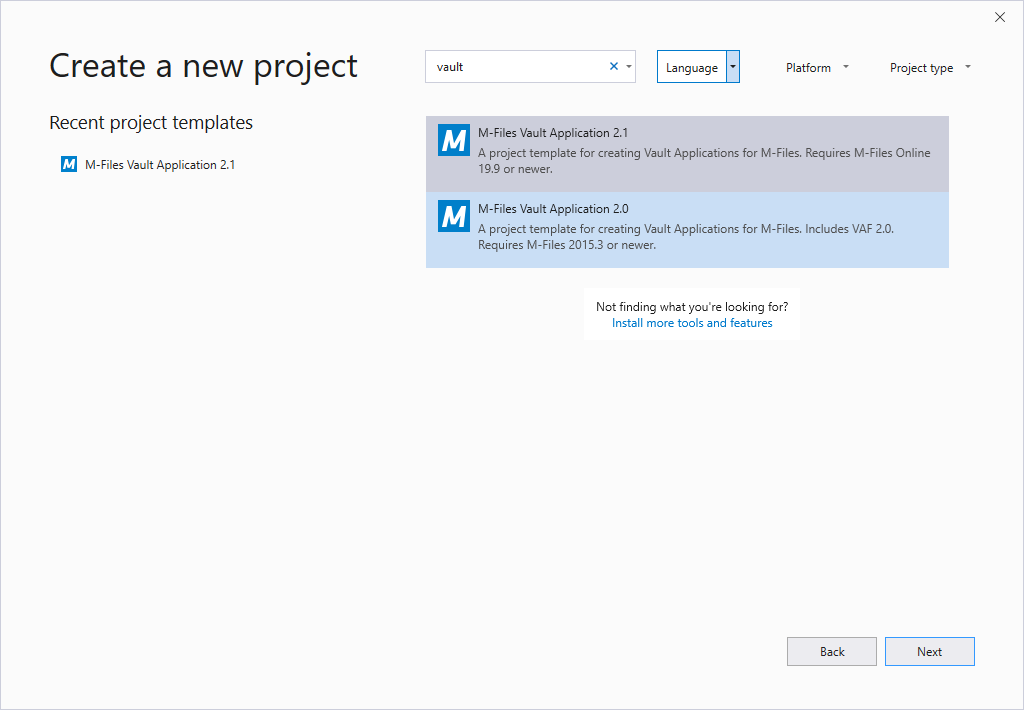 Create a new project
vault
Language
Platform
Project type
Recent project templates
M M-Files Vault Application 2.1
M M-Files Vault Application 2.1
A project template for creating Vault Applications for M-Files. Requires M-Files Online
19.9 or newer.
M M-Files Vault Application 2.0
A project template for creating Vault Applications for M-Files. Includes VAF 2.0.
Requires M-Files 2015.3 or newer.
Not finding what you're looking for?
Install more tools and features
Back
Next